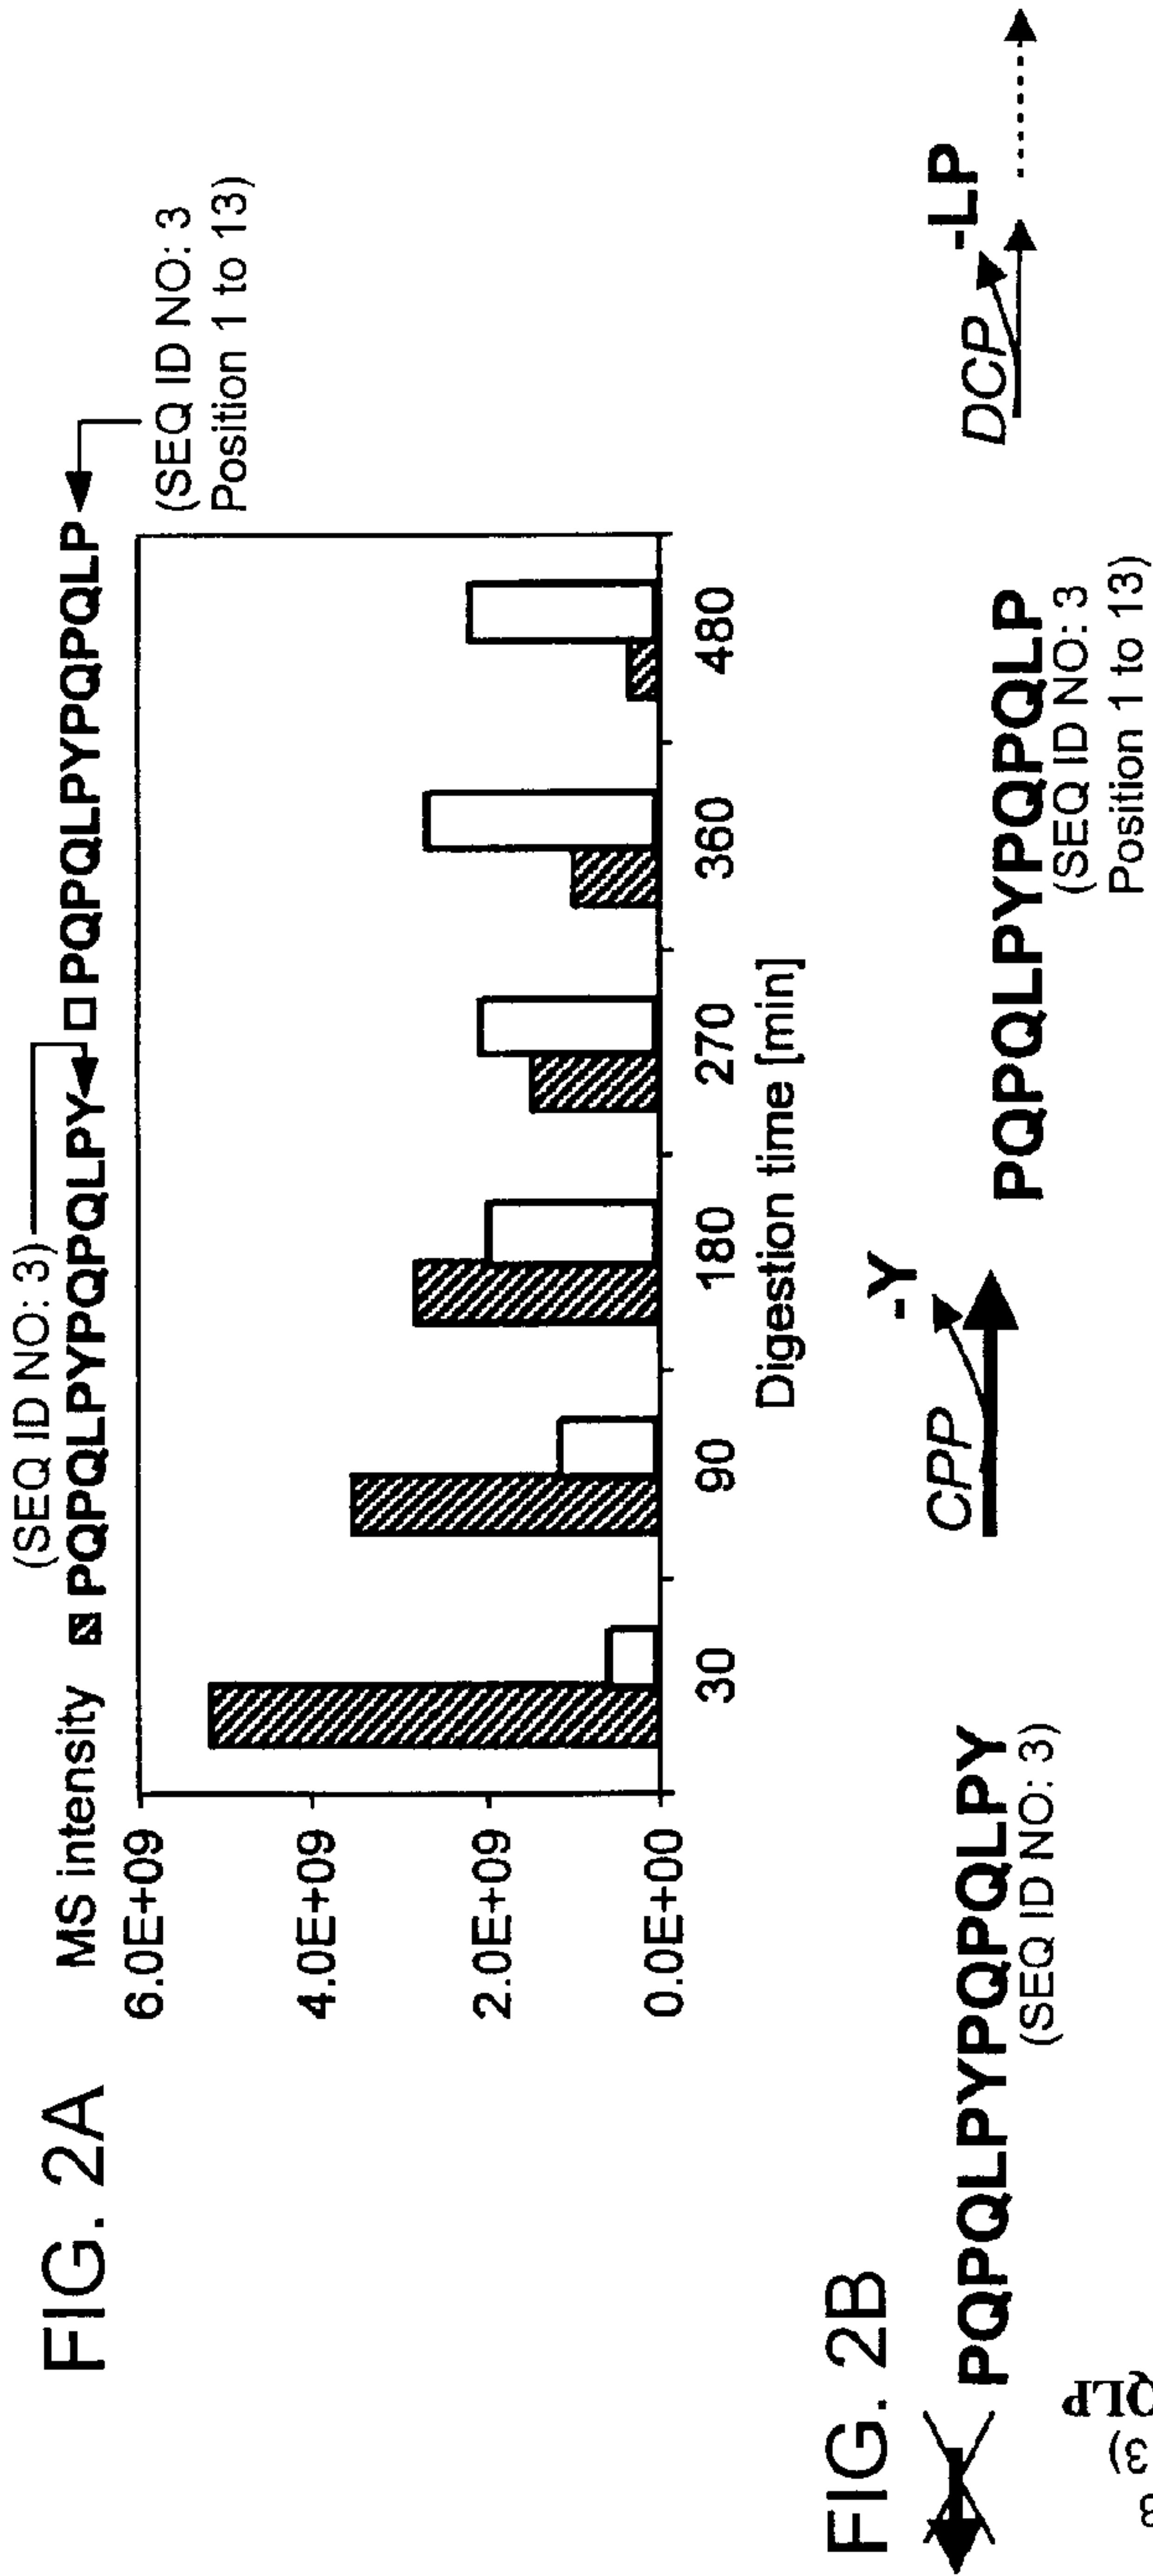 FIG. 2A
(SEQ ID NO: 3)
MS intensity PQPQLPYPQPQLPY PQPQLPYPQPQLP
(SEQ ID NO: 3
Position 1 to 13)
6.0E+09
4.0E+09
2.0E+09
0.0E+00
30 90 180 270 360 480
Digestion time [min]
FIG. 2B
-Y
-LP
CPP
DCP
PQPQLPYPQPQLPY
(SEQ ID NO: 3)
PQPQLPYPQPQLP
(SEQ ID NO: 3
Position 1 to 13)
QLP
3)
3